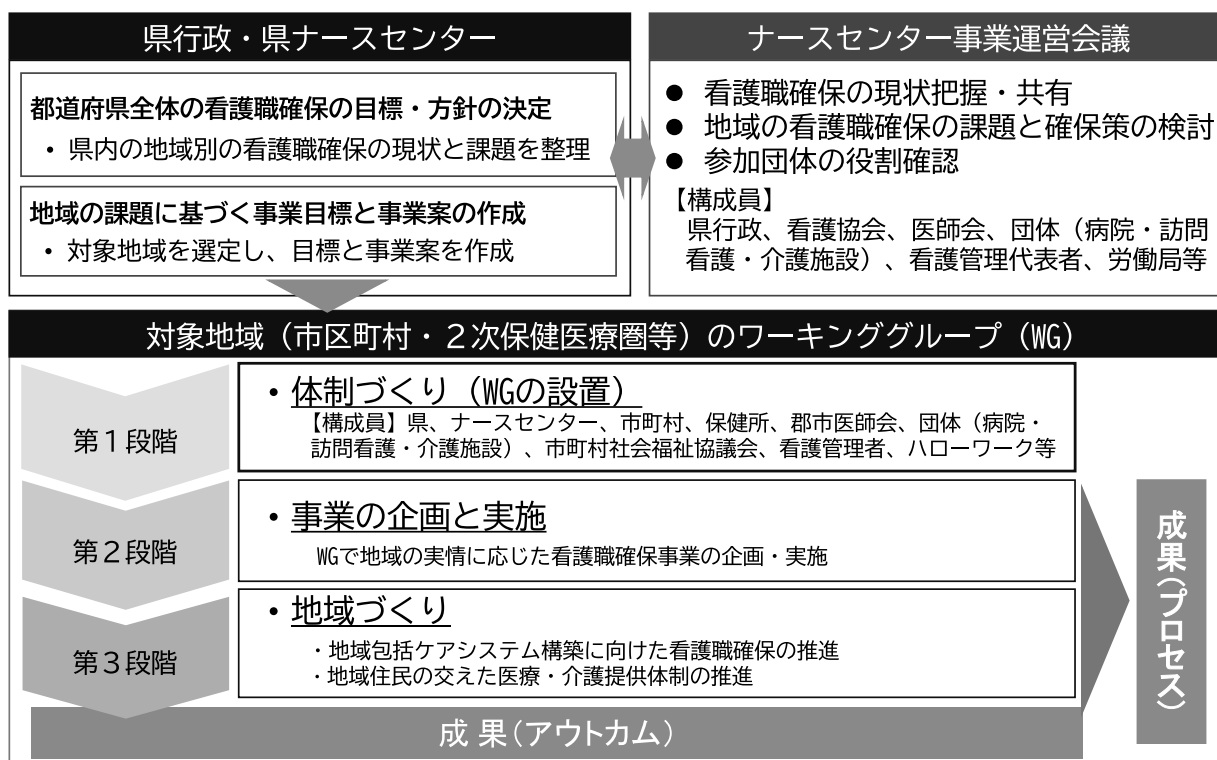 県行政・県ナースセンター
都道府県全体の看護職確保の目標・方針の決定
• 県内の地域別の看護職確保の現状と課題を整理
地域の課題に基づく事業目標と事業案の作成
• 対象地域を選定し、目標と事業案を作成
ナースセンター事業運営会議
● 看護職確保の現状把握・共有
● 地域の看護職確保の課題と確保策の検討
● 参加団体の役割確認
【構成員】
県行政、看護協会、医師会、団体（病院・訪問
看護・介護施設）、看護管理代表者、労働局等
対象地域（市区町村・２次保健医療圏等）のワーキンググループ（WG）
第１段階
• 体制づくり（WGの設置）
【構成員】県、ナースセンター、市町村、保健所、郡市医師会、団体（病院・
訪問看護・介護施設）、市町村社会福祉協議会、看護管理者、ハローワーク等
第２段階
• 事業の企画と実施
WGで地域の実情に応じた看護職確保事業の企画・実施
第３段階
• 地域づくり
・地域包括ケアシステム構築に向けた看護職確保の推進
・地域住民の交えた医療・介護提供体制の推進
成果（プロセス）
成 果（アウトカム）